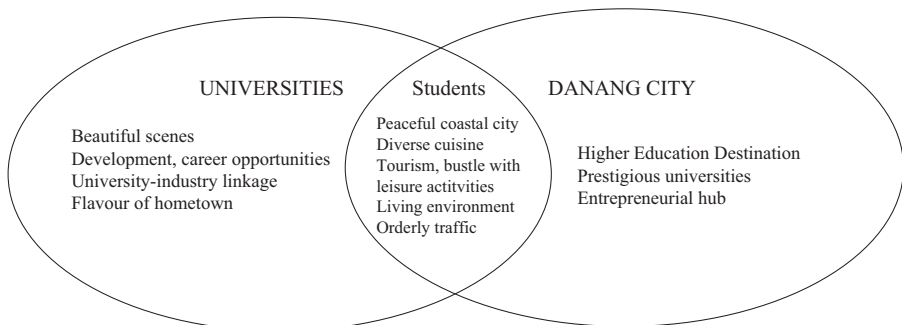 UNIVERSITIES
Beautiful scenes
Development, career opportunities
University-industry linkage
Flavour of hometown
Students
Peaceful coastal city
Diverse cuisine
Tourism, bustle with
leisure actitvities
Living environment
Orderly traffic
DANANG CITY
Higher Education Destination
Prestigious universities
Entrepreneurial hub